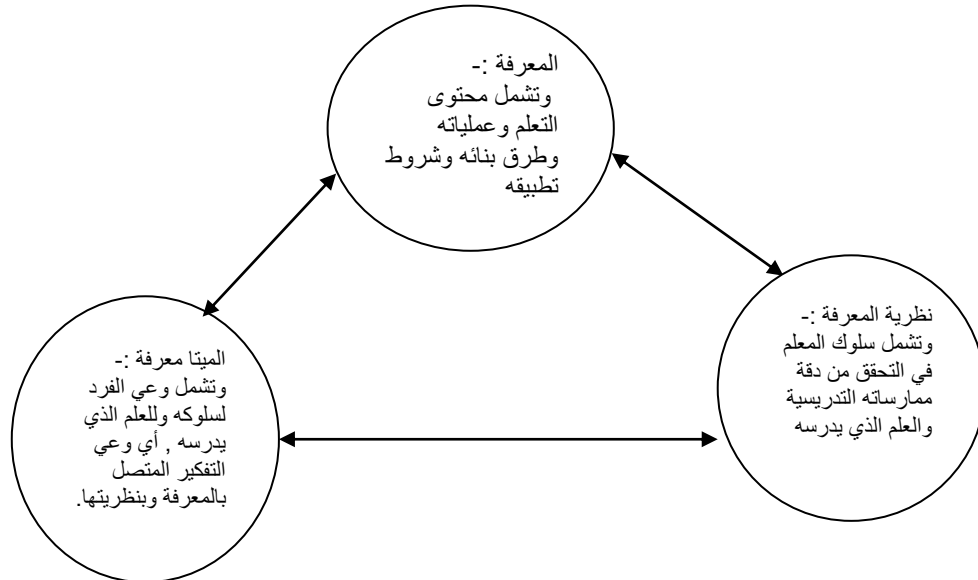 المعرفة :-
وتشمل محتوى
التعلم وعملياته
وطرق بنائه وشروط
تطبيقه
نظرية المعرفة :-
وتشمل سلوك المعلم
في التحقق من دقة
ممارساته التدريسية
والعلم الذي يدرسه
الميتا معرفة :-
وتشمل وعي الفرد
لسلوكه وللعلم الذي
يدرسه , أي وعي
التفكير المتصل
بالمعرفة وبنظريتها.